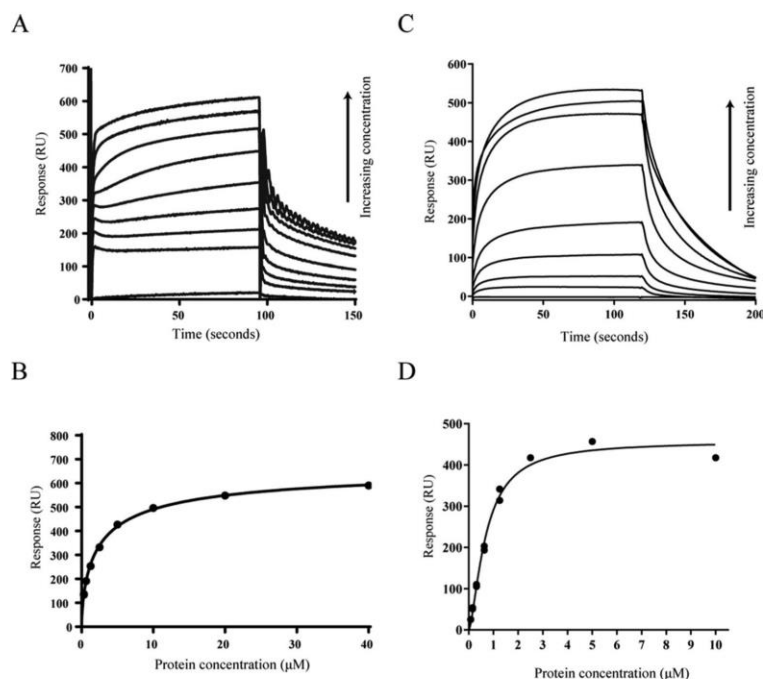 A
700
600
500
400
300
200
100
0
0 50 100 150
Response (RU)
Time (seconds)
Increasing concentration
C
600
500
400
300
200
100
0
0 50 100 150 200
Response (RU)
Time (seconds)
Increasing concentration
B
800
700
600
500
400
300
200
100
0
0 10 20 30 40
Response (RU)
Protein concentration (µM)
D
500
400
300
200
100
0
0 1 2 3 4 5 6 7 8 9 10
Response (RU)
Protein concentration (µM)